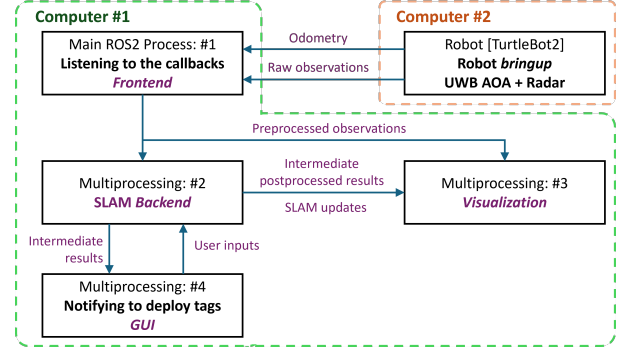 Computer #1
Computer #2
Main ROS2 Process: #1
Listening to the callbacks
Frontend
Odometry
Raw observations
Robot [TurtleBot2]
Robot bringup
UWB AOA + Radar
Preprocessed observations
Multiprocessing: #2
SLAM Backend
Intermediate
postprocessed results
SLAM updates
Multiprocessing: #3
Visualization
Intermediate
results
User inputs
Multiprocessing: #4
Notifying to deploy tags
GUI